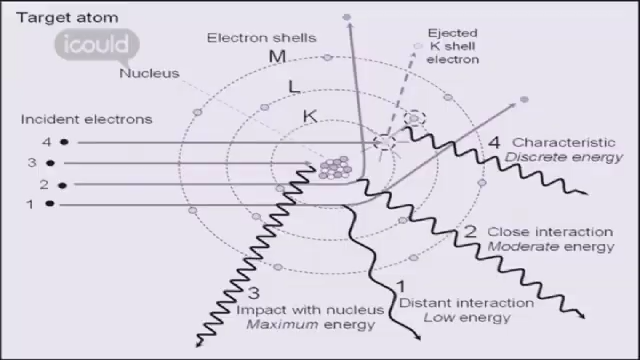 Target atom
icould
Electron shells
Nucleus
M
L
K
Ejected
K shell
electron
Incident electrons
4
3
2
1
4
Characteristic
Discrete energy
2
Close interaction
Moderate energy
1
Distant interaction
Low energy
3
Impact with nucleus
Maximum energy